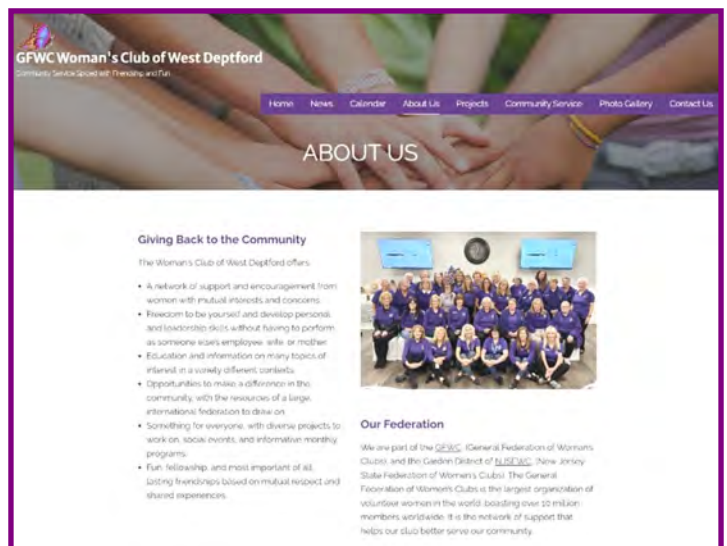 GFWC Woman's Club of West Deptford
Community Service Spiced with Friendship and Fun
Home News Calendar About Us Projects Community Service Photo Gallery Contact Us
ABOUT US
Giving Back to the Community
The Woman's Club of West Deptford offers:
• A network of support and encouragement from
women with mutual interests and concerns.
• Freedom to be yourself and develop personal
and leadership skills without having to perform
as someone else's employee, wife, or mother.
• Education and information on many topics of
interest in a variety different contexts.
• Opportunities to make a difference in the
community, with the resources of a large,
international federation to draw on.
• Something for everyone, with diverse projects to
work on, social events, and informative monthly
programs.
• Fun, fellowship, and most important of all,
lasting friendships based on mutual respect and
shared experiences.
Our Federation
We are part of the GFWC, (General Federation of Woman's
Clubs), and the Garden District of NJSFWC, (New Jersey
State Federation of Women's Clubs). The General
Federation of Women's Clubs is the largest organization of
volunteer women in the world, boasting over 10 million
members worldwide. It is the network of support that
helps our club better serve our community.